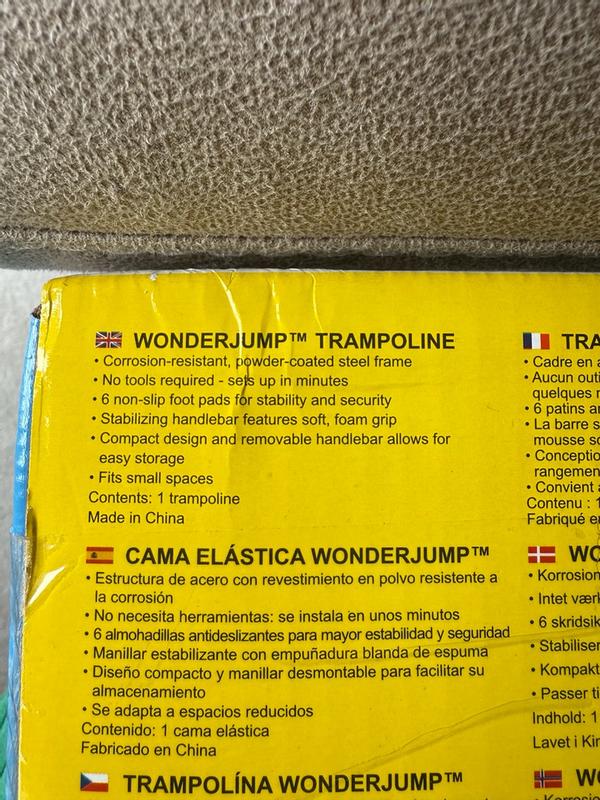 WONDERJUMP™ TRAMPOLINE
• Corrosion-resistant, powder-coated steel frame
• No tools required - sets up in minutes
• 6 non-slip foot pads for stability and security
• Stabilizing handlebar features soft, foam grip
• Compact design and removable handlebar allows for
easy storage
• Fits small spaces
Contents: 1 trampoline
Made in China
CAMA ELÁSTICA WONDERJUMP™
• Estructura de acero con revestimiento en polvo resistente a
la corrosión
• No necesita herramientas: se instala en unos minutos
• 6 almohadillas antideslizantes para mayor estabilidad y seguridad
• Manillar estabilizante con empuñadura blanda de espuma
• Diseño compacto y manillar desmontable para facilitar su
almacenamiento
• Se adapta a espacios reducidos
Contenido: 1 cama elástica
Fabricado en China
TRAMPOLÍNA WONDERJUMP™
TRA
• Cadre en a
• Aucun outi
quelques
• 6 patins
• La barre s
mousse
• Conceptio
rangemen
• Convient
Contenu : 1
Fabriqué
WO
• Korrosion
• Intet værk
• 6 skridsik
• Stabiliser
• Kompakt
• Passer ti
Indhold: 1
Lavet i Kin
WO